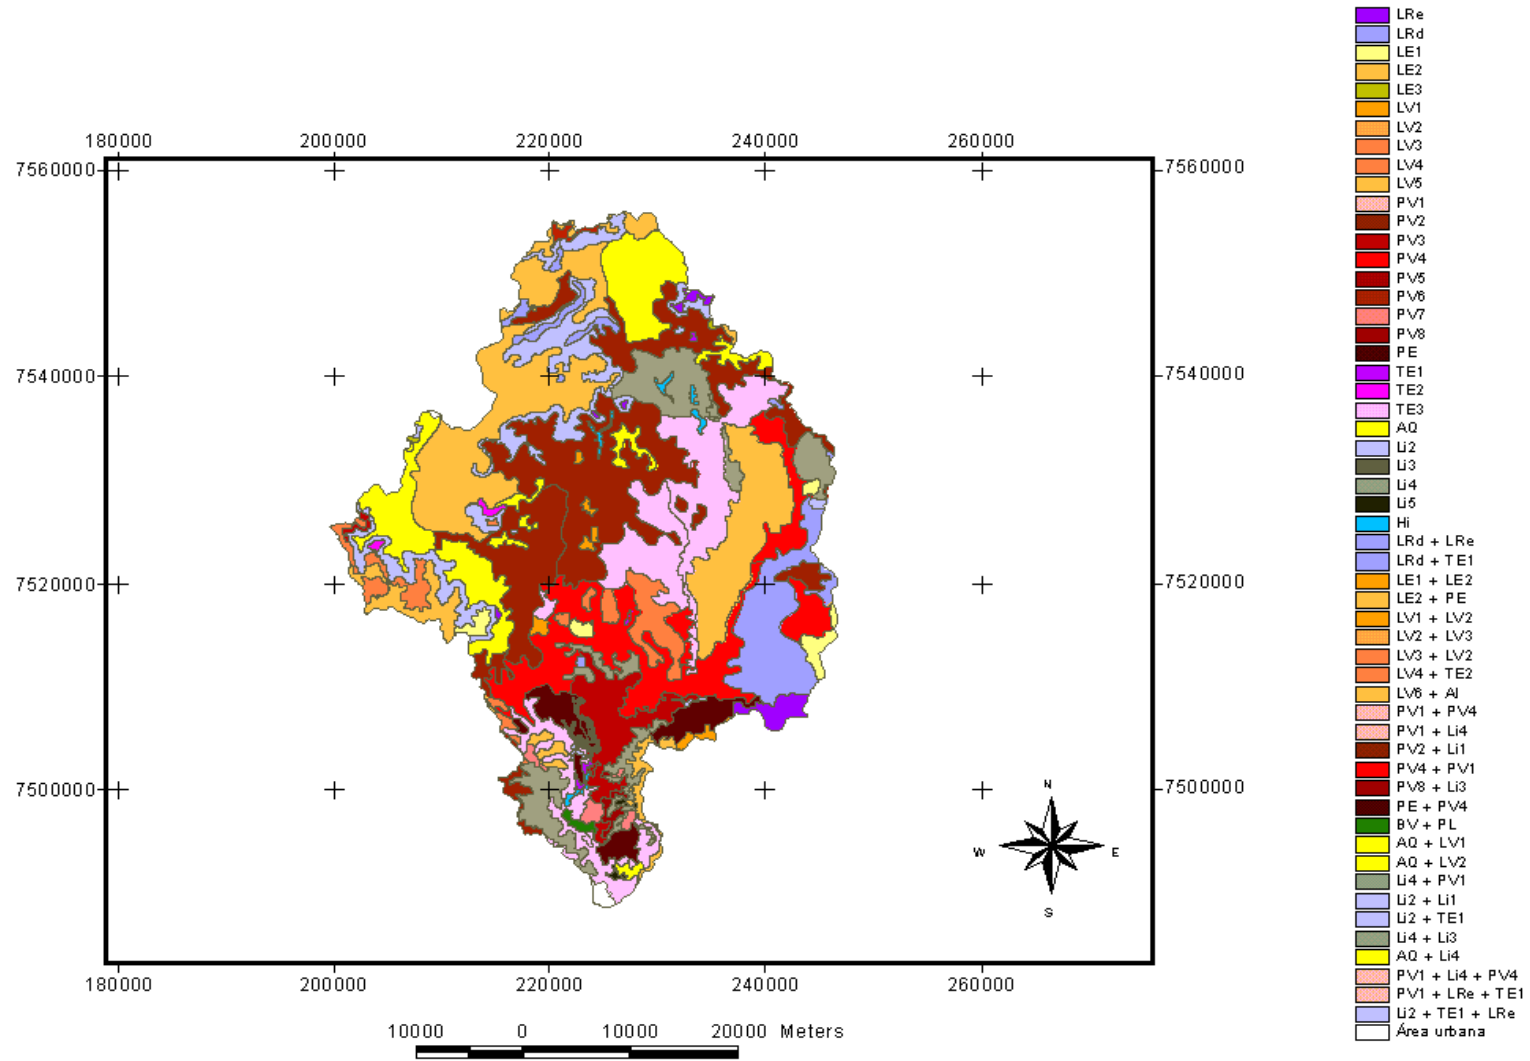 180000 200000 220000 240000 260000
7560000 7560000
7540000 7540000
7520000 7520000
7500000 7500000
180000 200000 220000 240000 260000
10000 0 10000 20000 Meters
N
W E
S
LRe
LRd
LE1
LE2
LE3
LV1
LV2
LV3
LV4
LV5
PV1
PV2
PV3
PV4
PV5
PV6
PV7
PV8
PE
TE1
TE2
TE3
AQ
Li2
Li3
Li4
Li5
Hi
LRd + LRe
LRd + TE1
LE1 + LE2
LE2 + PE
LV1 + LV2
LV2 + LV3
LV3 + LV2
LV4 + TE2
LV6 + AI
PV1 + PV4
PV1 + Li4
PV2 + Li1
PV4 + PV1
PV8 + Li3
PE + PV4
BV + PL
AQ + LV1
AQ + LV2
Li4 + PV1
Li2 + Li1
Li2 + TE1
Li4 + Li3
AQ + Li4
PV1 + Li4 + PV4
PV1 + LRe + TE1
Li2 + TE1 + LRe
Área urbana